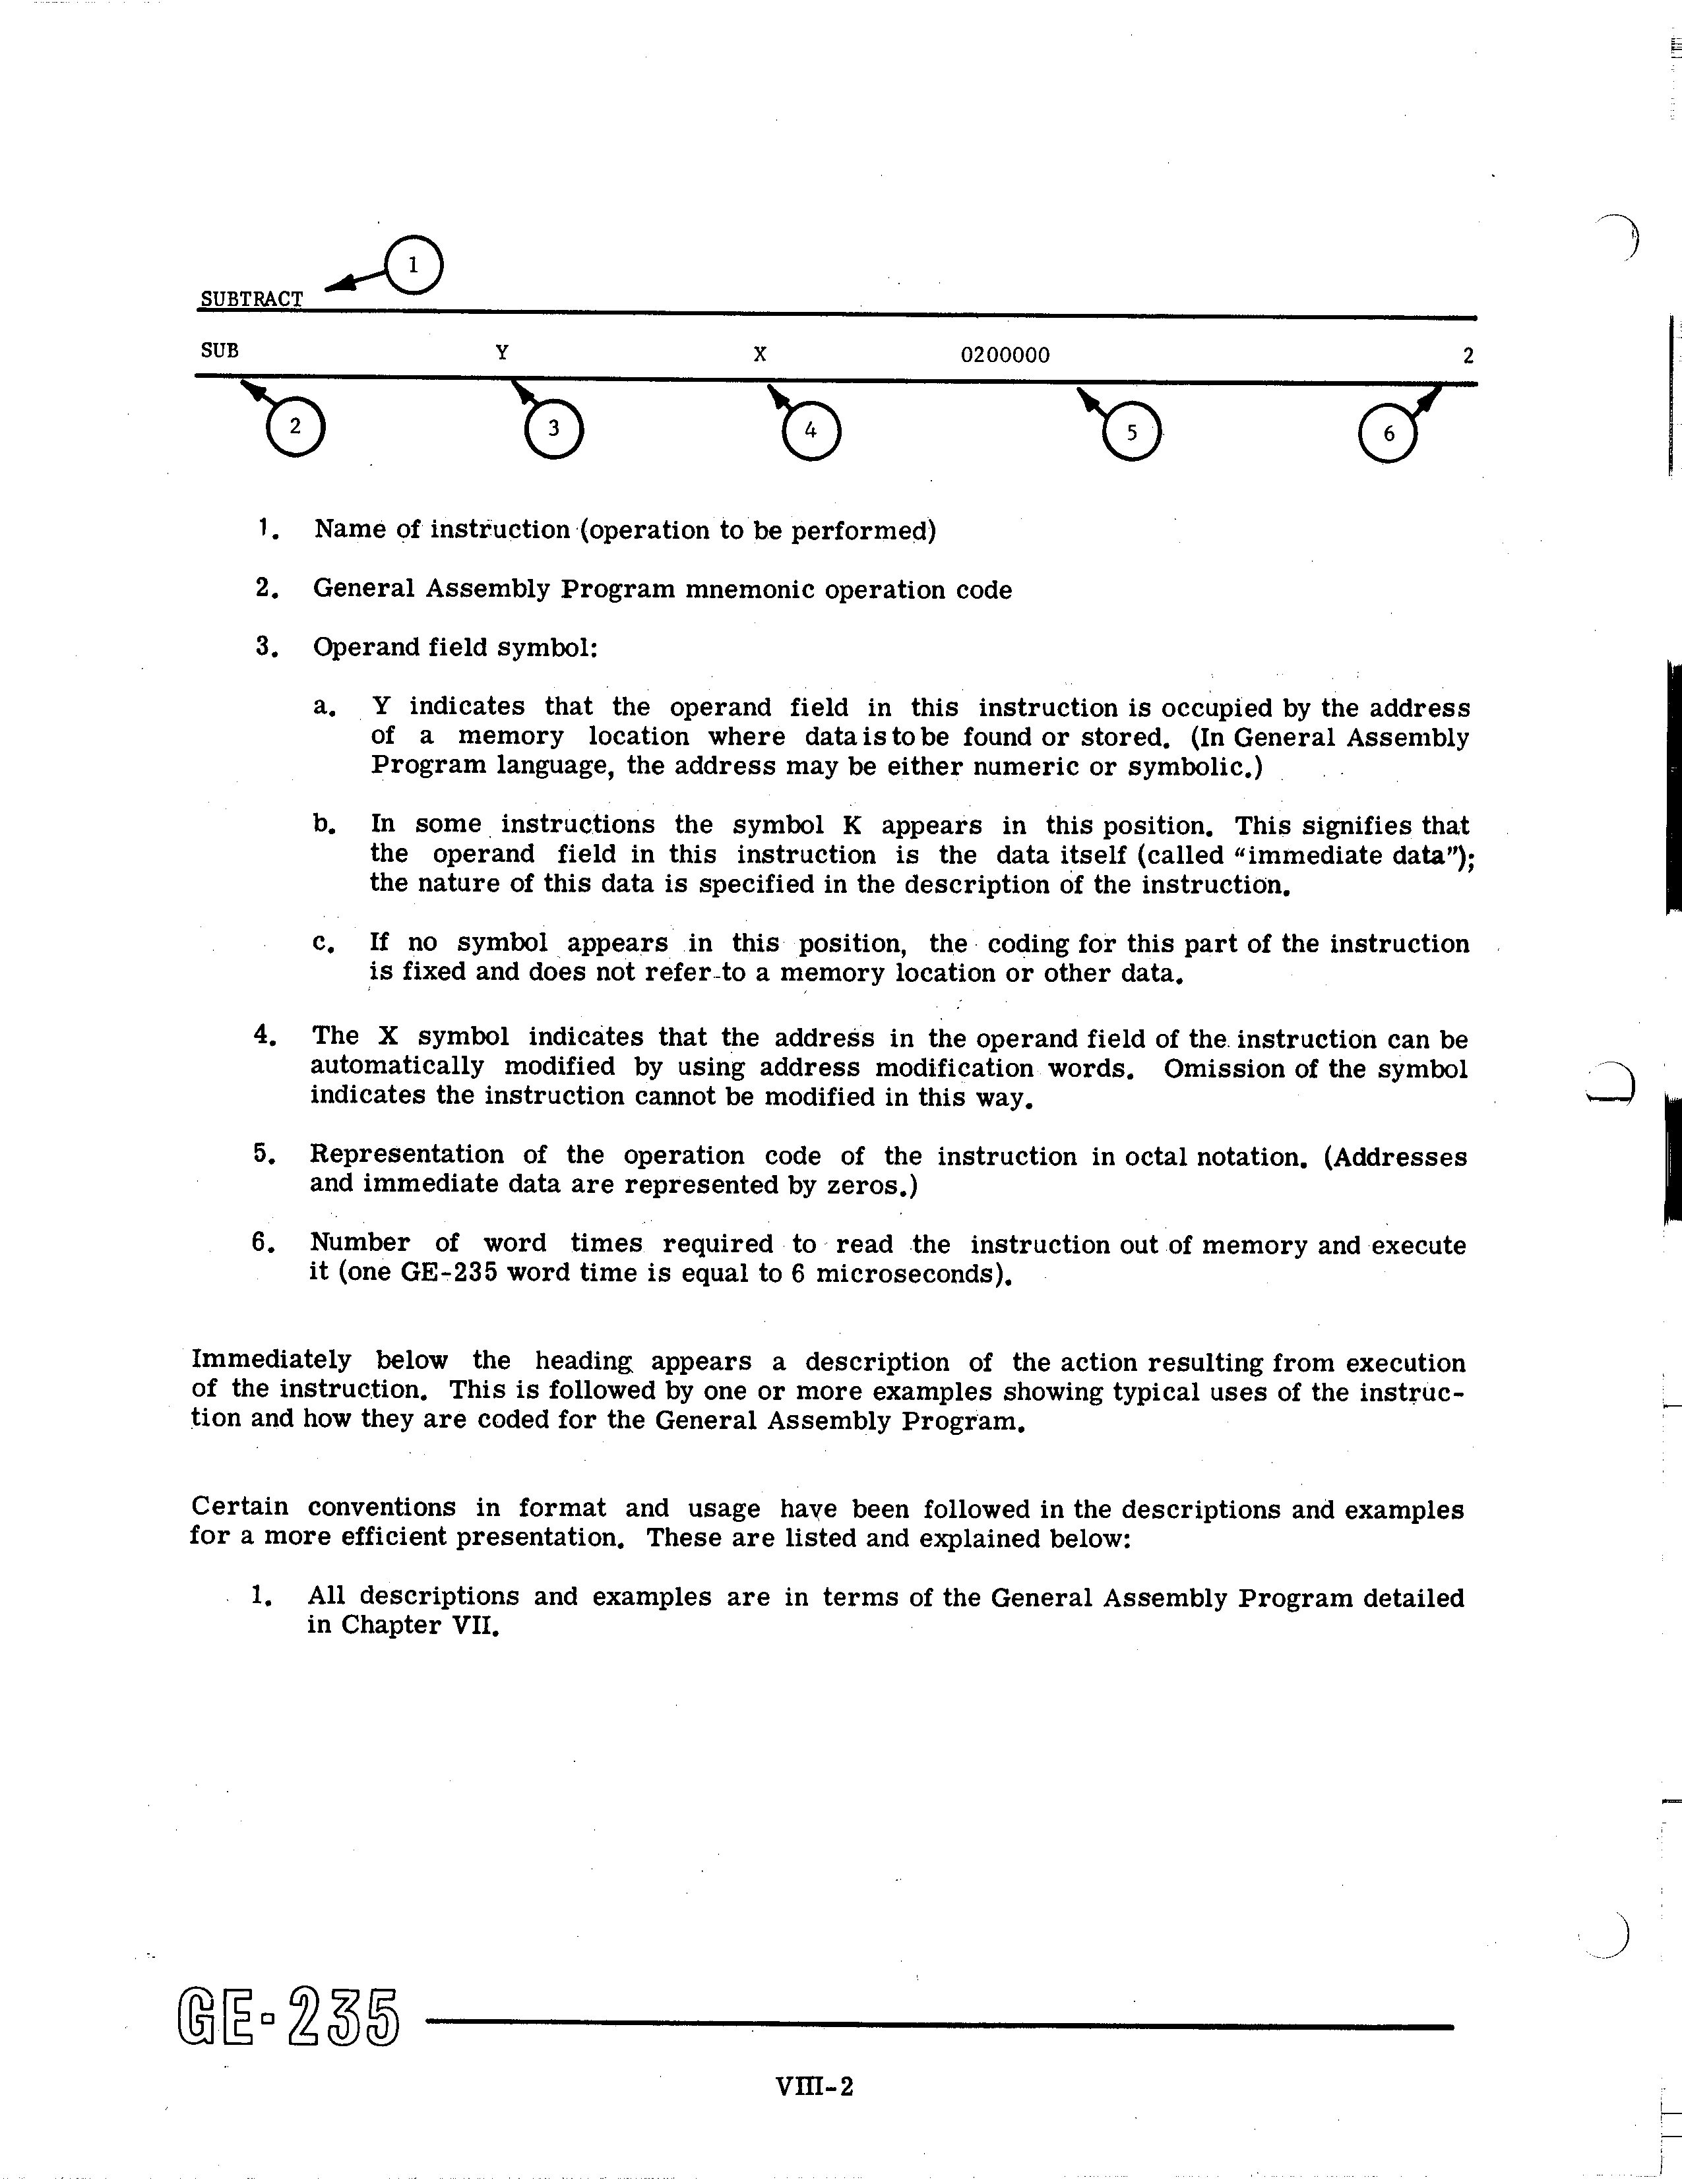 1
SUBTRACT
SUB Y X 0200000 2
2 3 4 5 6
1. Name of instruction (operation to be performed)
2. General Assembly Program mnemonic operation code
3. Operand field symbol:
a. Y indicates that the operand field in this instruction is occupied by the address
of a memory location where data is to be found or stored. (In General Assembly
Program language, the address may be either numeric or symbolic.)
b. In some instructions the symbol K appears in this position. This signifies that
the operand field in this instruction is the data itself (called “immediate data”);
the nature of this data is specified in the description of the instruction.
c. If no symbol appears in this position, the coding for this part of the instruction
is fixed and does not refer to a memory location or other data.
4. The X symbol indicates that the address in the operand field of the instruction can be
automatically modified by using address modification words. Omission of the symbol
indicates the instruction cannot be modified in this way.
5. Representation of the operation code of the instruction in octal notation. (Addresses
and immediate data are represented by zeros.)
6. Number of word times required to read the instruction out of memory and execute
it (one GE-235 word time is equal to 6 microseconds).
Immediately below the heading appears a description of the action resulting from execution
of the instruction. This is followed by one or more examples showing typical uses of the instruc-
tion and how they are coded for the General Assembly Program.
Certain conventions in format and usage have been followed in the descriptions and examples
for a more efficient presentation. These are listed and explained below:
1. All descriptions and examples are in terms of the General Assembly Program detailed
in Chapter VII.
GE-235
VIII-2